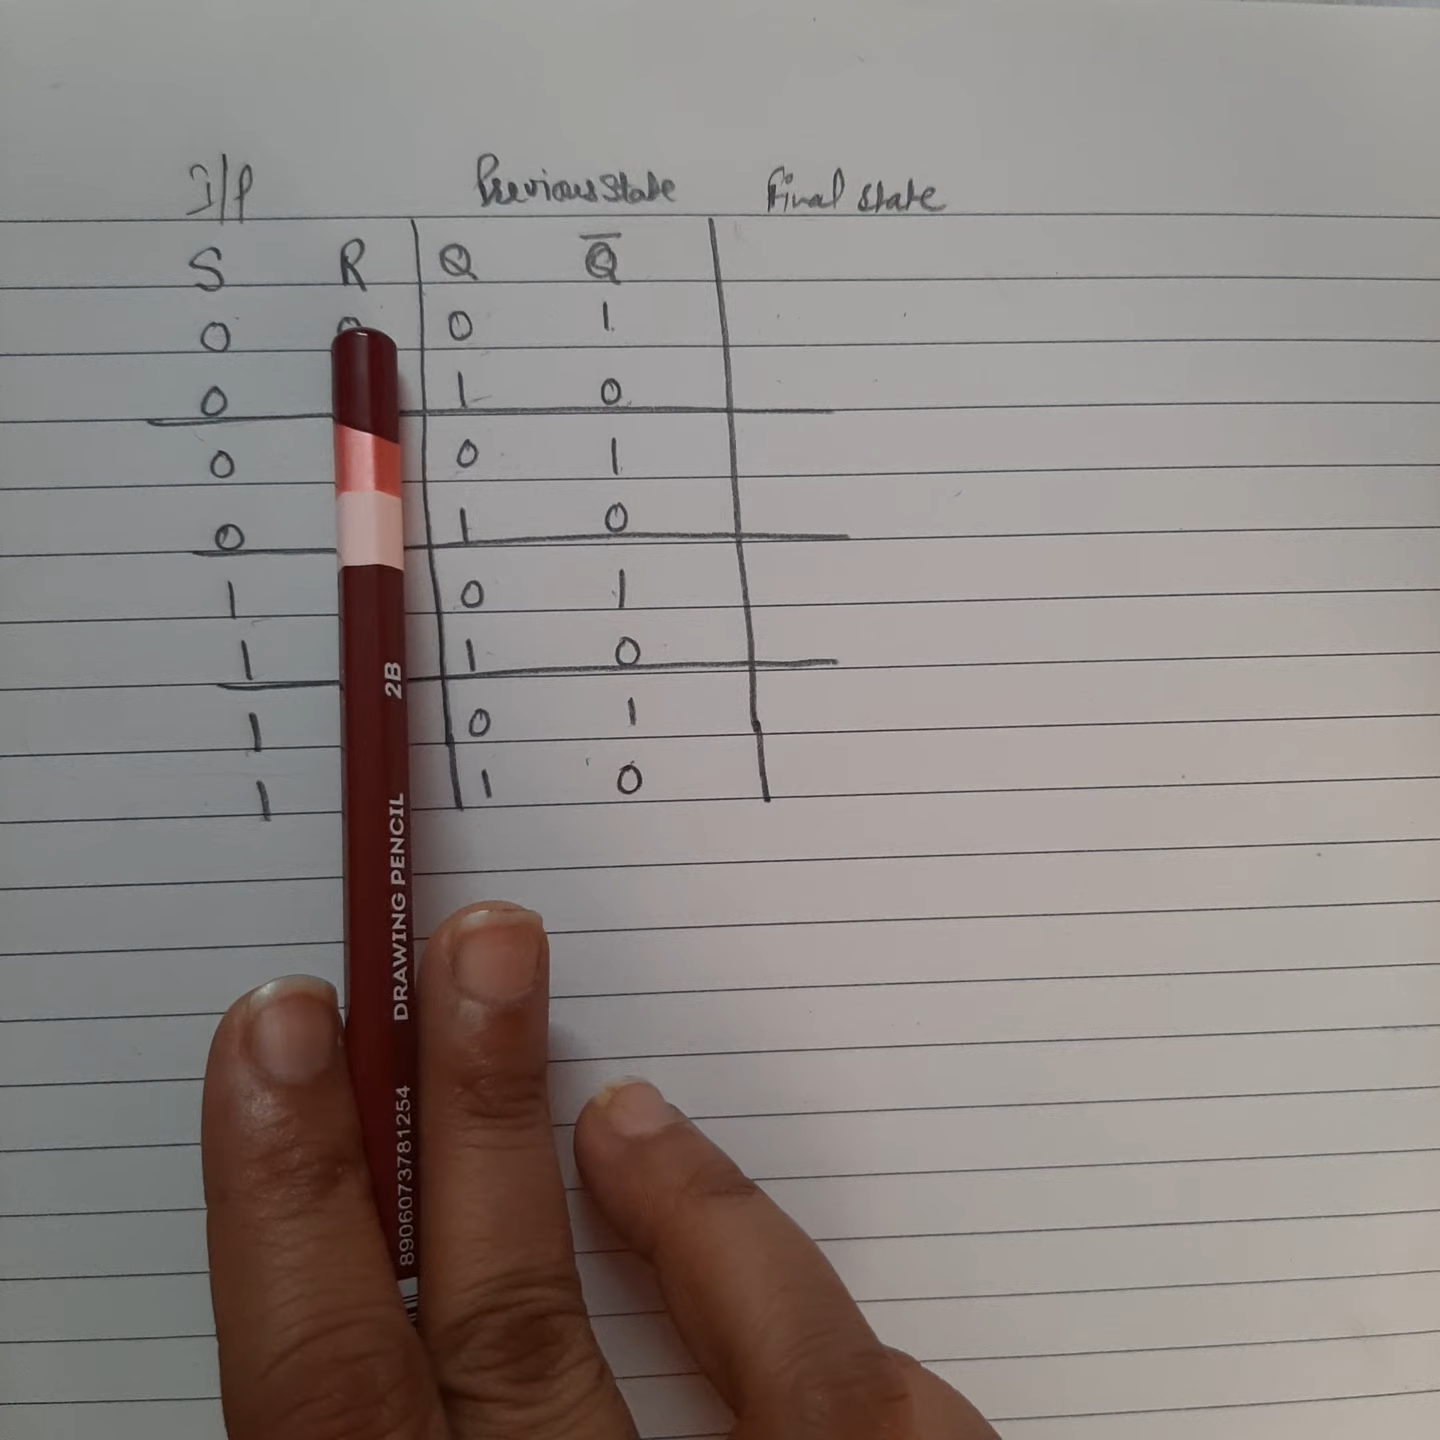 I/P Previous state Final state
S R Q Q̅
0 0 1
0 1 0
0 0 1
0 1 0
1 0 1
1 1 0
1 0 1
1 1 0
2B
DRAWING PENCIL
8906073781254